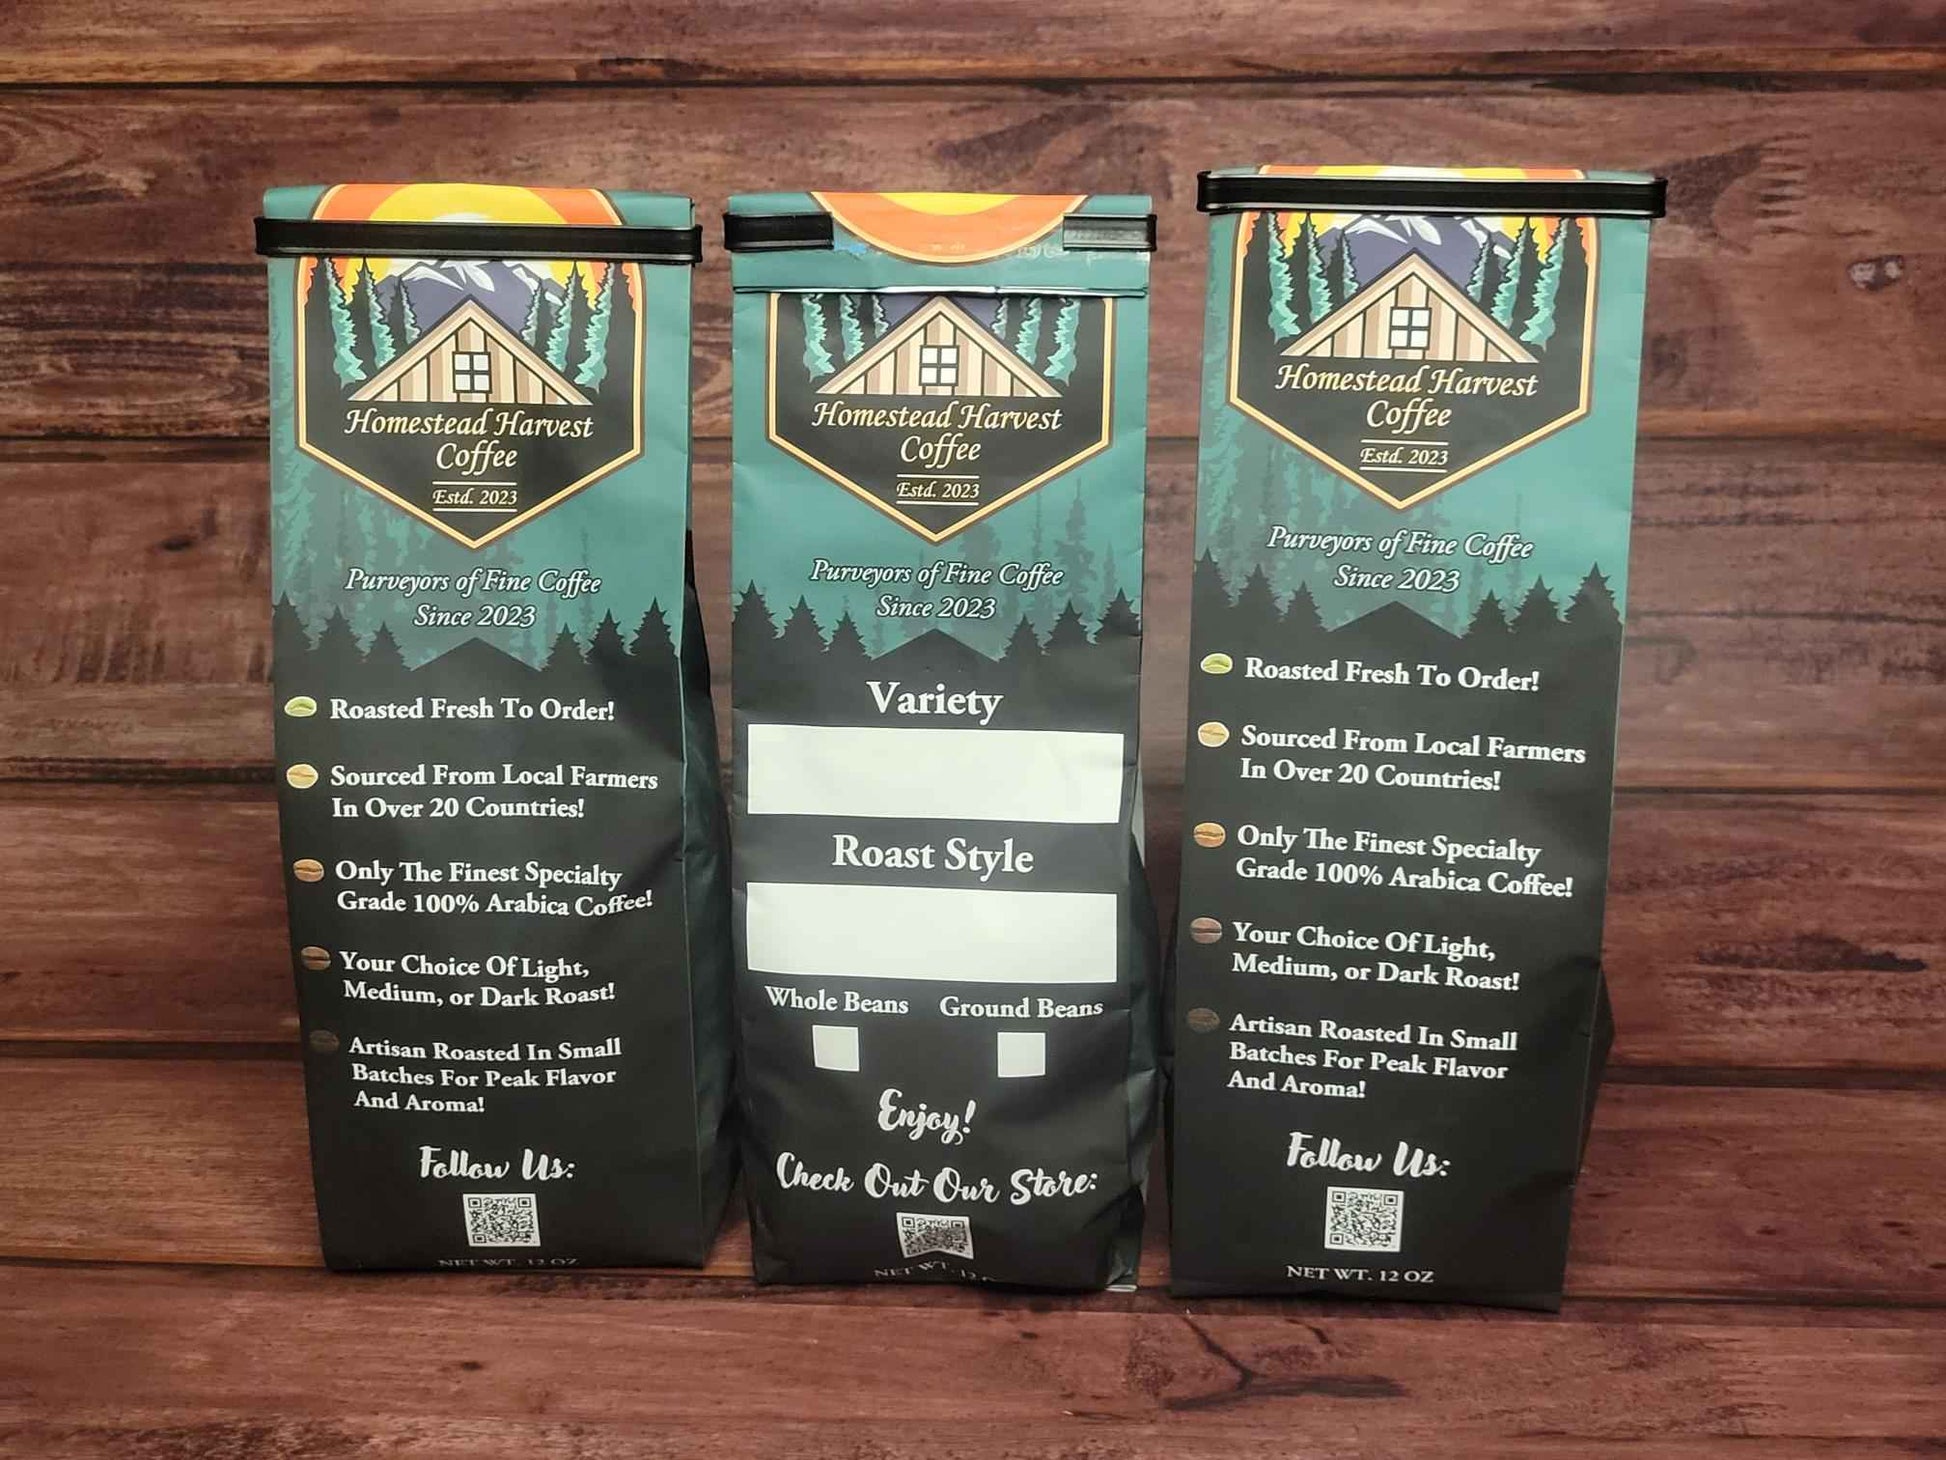 Homestead Harvest
Coffee
Estd. 2023
Purveyors of Fine Coffee
Since 2023
Roasted Fresh To Order!
Sourced From Local Farmers
In Over 20 Countries!
Only The Finest Specialty
Grade 100% Arabica Coffee!
Your Choice Of Light,
Medium, or Dark Roast!
Artisan Roasted In Small
Batches For Peak Flavor
And Aroma!
Follow Us:
NET WT. 12 OZ
Homestead Harvest
Coffee
Estd. 2023
Purveyors of Fine Coffee
Since 2023
Variety
Roast Style
Whole Beans Ground Beans
Enjoy!
Check Out Our Store:
NET WT. 12
Homestead Harvest
Coffee
Estd. 2023
Purveyors of Fine Coffee
Since 2023
Roasted Fresh To Order!
Sourced From Local Farmers
In Over 20 Countries!
Only The Finest Specialty
Grade 100% Arabica Coffee!
Your Choice Of Light,
Medium, or Dark Roast!
Artisan Roasted In Small
Batches For Peak Flavor
And Aroma!
Follow Us:
NET WT. 12 OZ